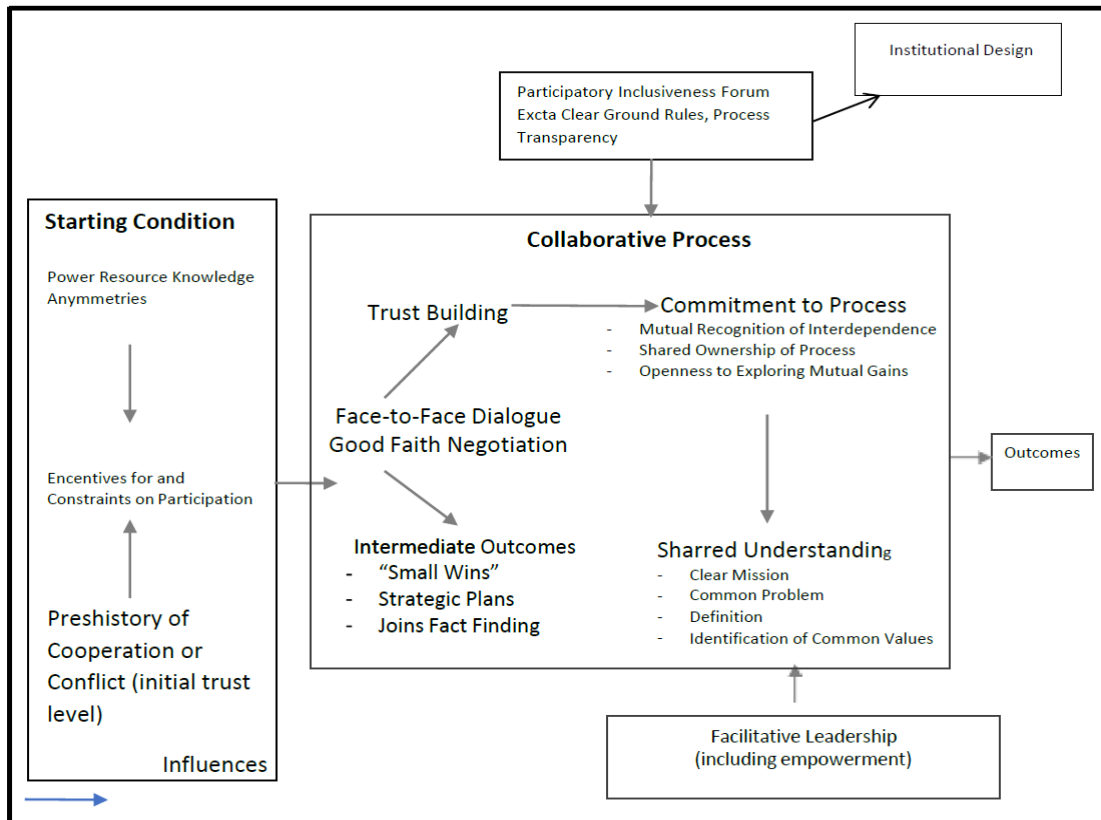 Institutional Design
Participatory Inclusiveness Forum
Excta Clear Ground Rules, Process
Transparency
Starting Condition
Power Resource Knowledge
Anymmetries
Encentives for and
Constraints on Participation
Prehistory of
Cooperation or
Conflict (initial trust
level)
Influences
Collaborative Process
Trust Building
Commitment to Process
- Mutual Recognition of Interdependence
- Shared Ownership of Process
- Openness to Exploring Mutual Gains
Face-to-Face Dialogue
Good Faith Negotiation
Intermediate Outcomes
- “Small Wins”
- Strategic Plans
- Joins Fact Finding
Sharred Understanding
- Clear Mission
- Common Problem
- Definition
- Identification of Common Values
Outcomes
Facilitative Leadership
(including empowerment)